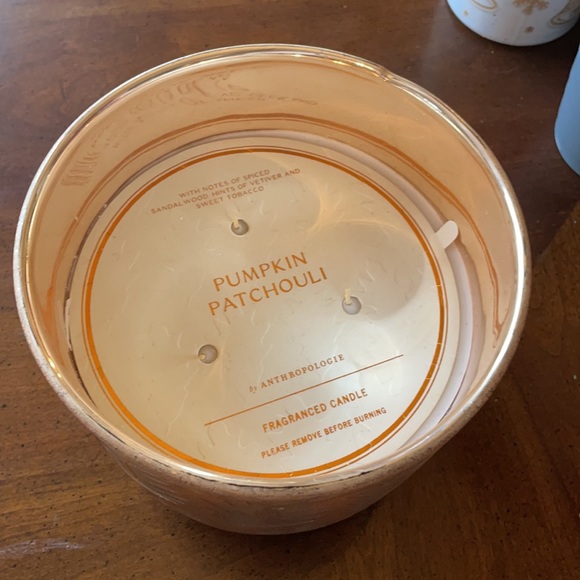 WITH NOTES OF SPICED
SANDALWOOD, HINTS OF VETIVER AND
SWEET TOBACCO
PUMPKIN
PATCHOULI
By ANTHROPOLOGIE
FRAGRANCED CANDLE
PLEASE REMOVE BEFORE BURNING